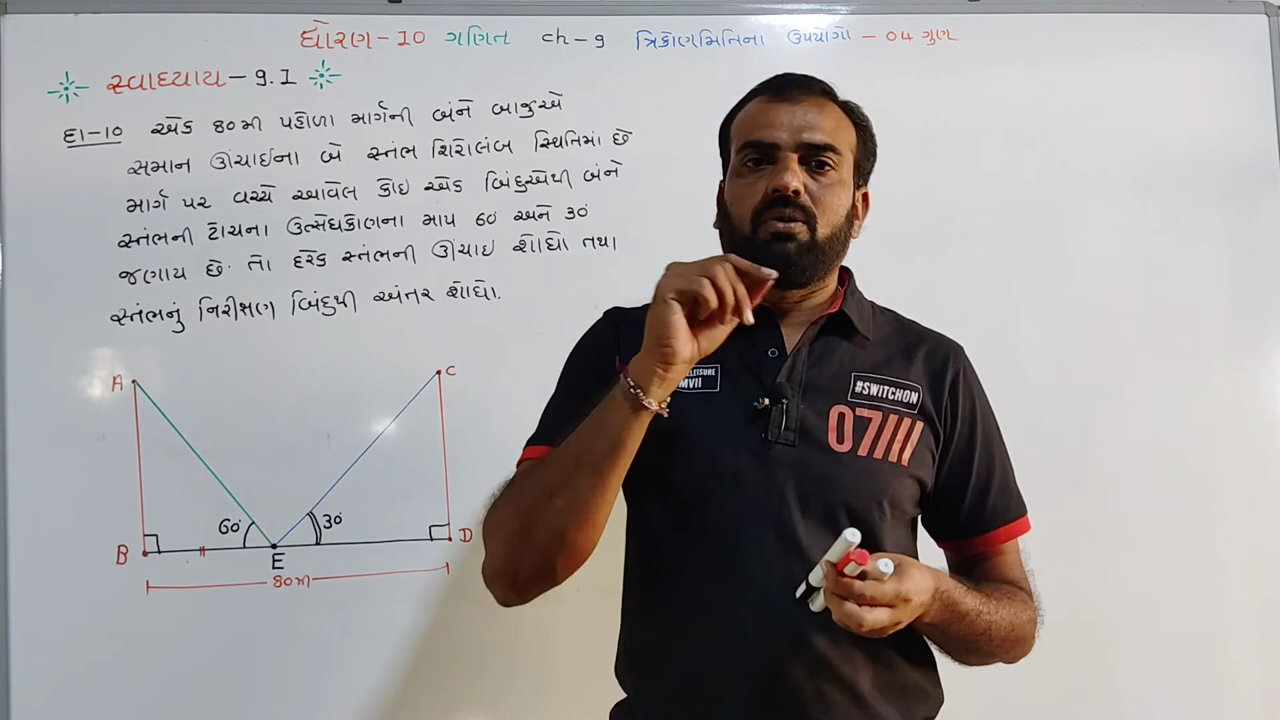 ધોરણ-10 ગણિત ch-9 ત્રિકોણમિતિના ઉપયોગો - 04 ગુણ
સ્વાધ્યાય - 9.1
દા-10 એક 80મી પહોળા માર્ગની બંને બાજુએ
સમાન ઊંચાઈના બે સ્તંભ શિરોલંબ સ્થિતિમાં છે
માર્ગ પર વચ્ચે આવેલ કોઇ એક બિંદુએથી બંને
સ્તંભની ટોચના ઉત્સેધકોણના માપ 60° અને 30°
જણાય છે. તો દરેક સ્તંભની ઊંચાઇ શોધો તથા
સ્તંભનું નિરીક્ષણ બિંદુથી અંતર શોધો.
A
C
60°
30°
B
E
D
80મી
MVII
#SWITCHON
07///